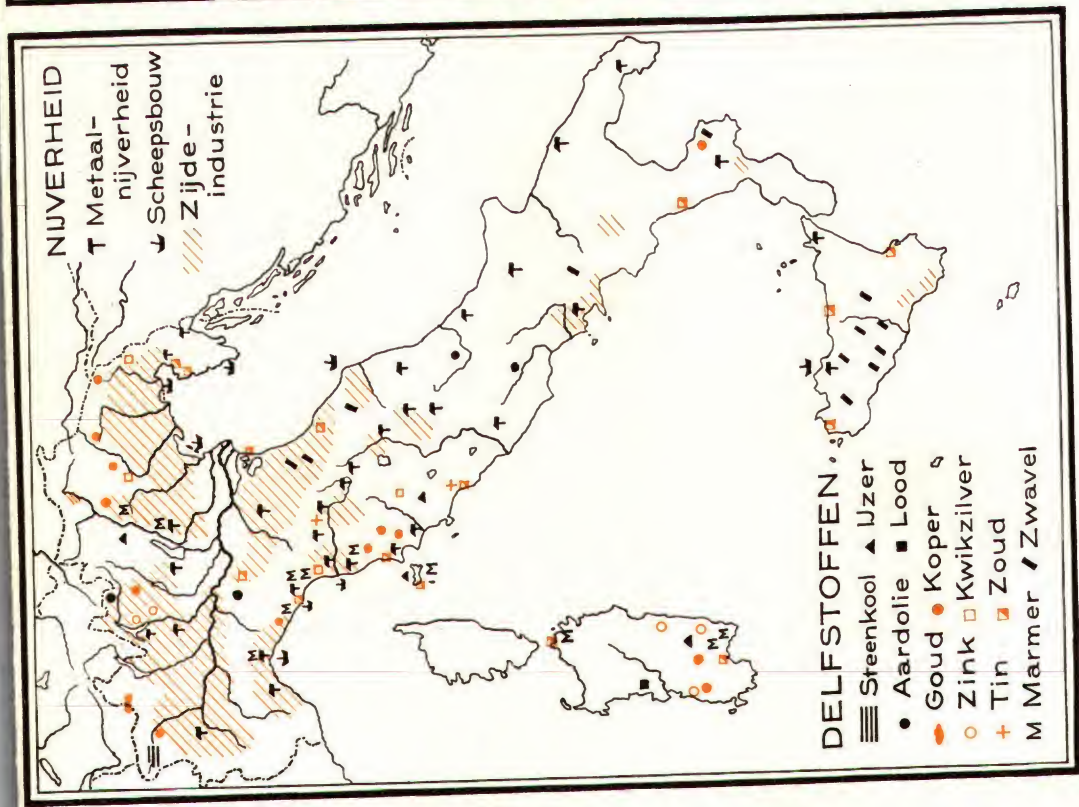 NIJVERHEID
Metaal-
nijverheid
Scheepsbouw
Zijde-
industrie
DELFSTOFFEN
Steenkool IJzer
Aardolie Lood
Goud Koper
Zink Kwikzilver
Tin Zoud
M Marmer Zwavel
M
M
M
M
M
M
M
M
M
M
M
M